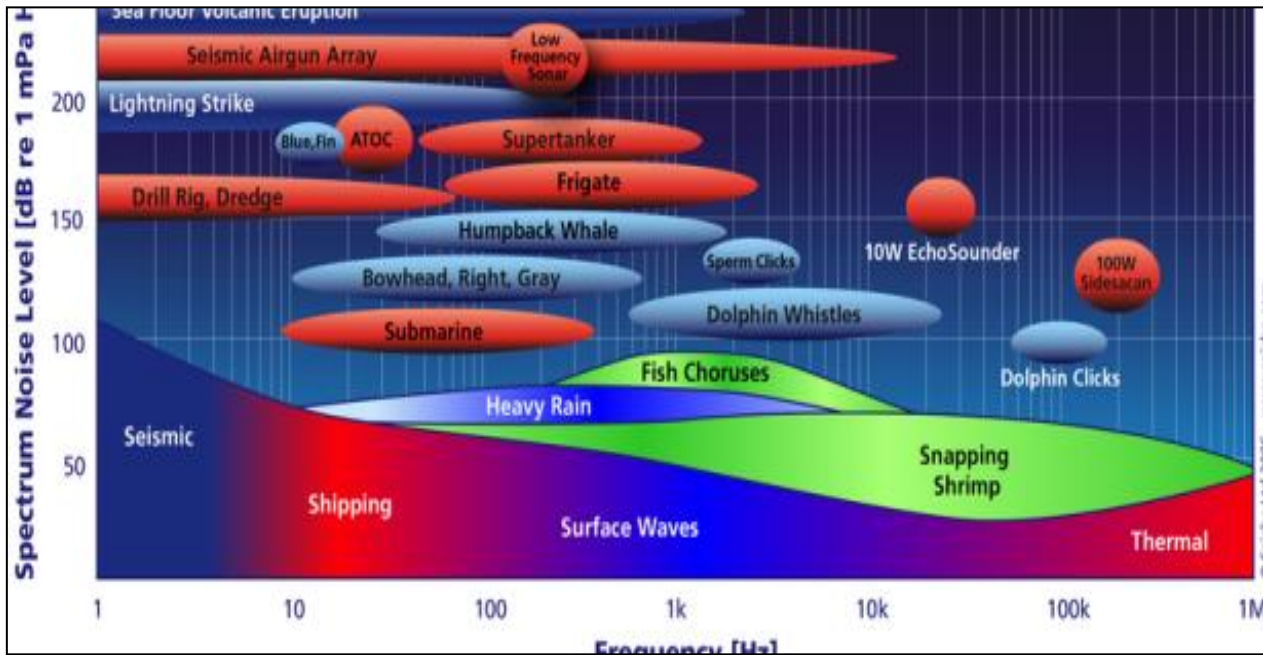 Sea Floor Volcanic Eruption
Seismic Airgun Array
Low
Frequency
Sonar
Lightning Strike
Blue,Fin
ATOC
Supertanker
Drill Rig, Dredge
Frigate
Humpback Whale
10W EchoSounder
Sperm Clicks
Bowhead, Right, Gray
100W
Sidesacan
Dolphin Whistles
Submarine
Dolphin Clicks
Fish Choruses
Heavy Rain
Seismic
Snapping
Shrimp
Shipping
Surface Waves
Thermal
Spectrum Noise Level [dB re 1 mPa H
200
150
100
50
1
10
100
1k
10k
100k
1M
Frequency [Hz]